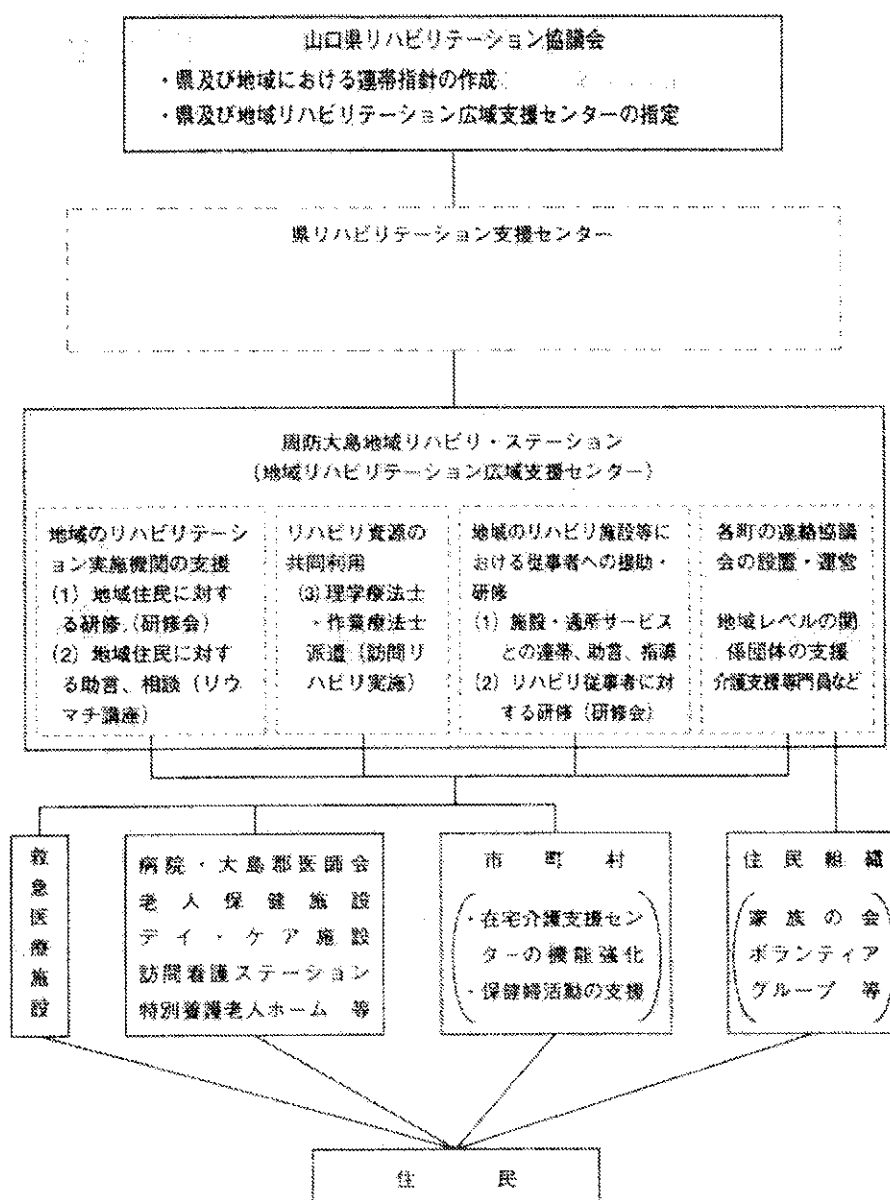 山口県リハビリテーション協議会
・県及び地域における連帯指針の作成
・県及び地域リハビリテーション広域支援センターの指定
県リハビリテーション支援センター
周防大島地域リハビリ・ステーション
(地域リハビリテーション広域支援センター)
地域のリハビリテーシ
ョン実施機関の支援
(1) 地域住民に対す
る研修(研修会)
(2) 地域住民に対す
る助言、相談(リウ
マチ講座)
リハビリ資源の
共同利用
(3)理学療法士
・作業療法士
派遣(訪問リ
ハビリ実施)
地域のリハビリ施設等に
おける従事者への援助・
研修
(1) 施設・通所サービス
との連帯、助言、指導
(2) リハビリ従事者に対
する研修(研修会)
各町の連絡協議
会の設置・運営
地域レベルの関
係団体の支援
介護支援専門員など
救急医療施設
病院・大島郡医師会
老人保健施設
デイ・ケア施設
訪問看護ステーション
特別養護老人ホーム 等
市町村
・在宅介護支援セン
ターの機能強化
・保健婦活動の支援
住民組織
家族の会
ボランティア
グループ 等
住民